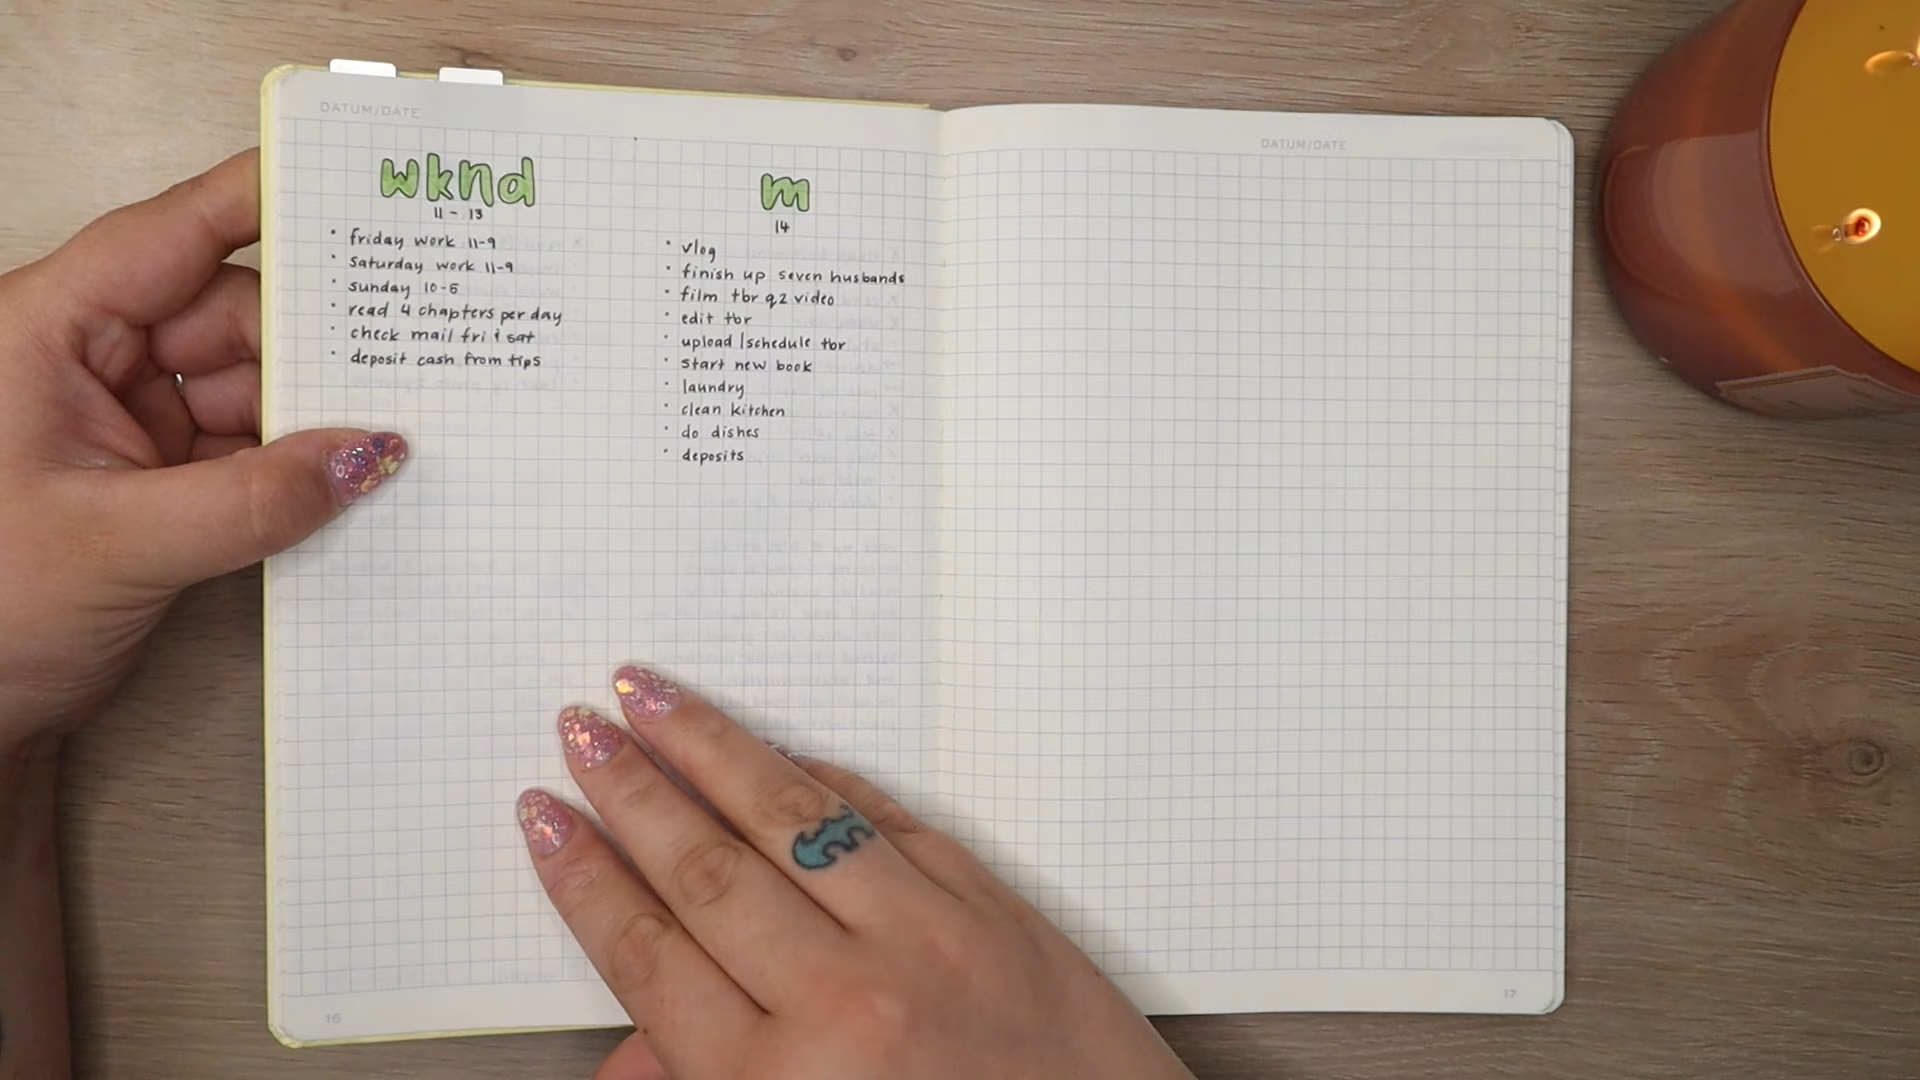 DATUM/DATE
wknd
11 - 13
• friday work 11-9
• saturday work 11-9
• sunday 10-5
• read 4 chapters per day
• check mail fri & sat
• deposit cash from tips
m
14
• vlog
• finish up seven husbands
• film tbr q2 video
• edit tbr
• upload/schedule tbr
• start new book
• laundry
• clean kitchen
• do dishes
• deposits
16
DATUM/DATE
17